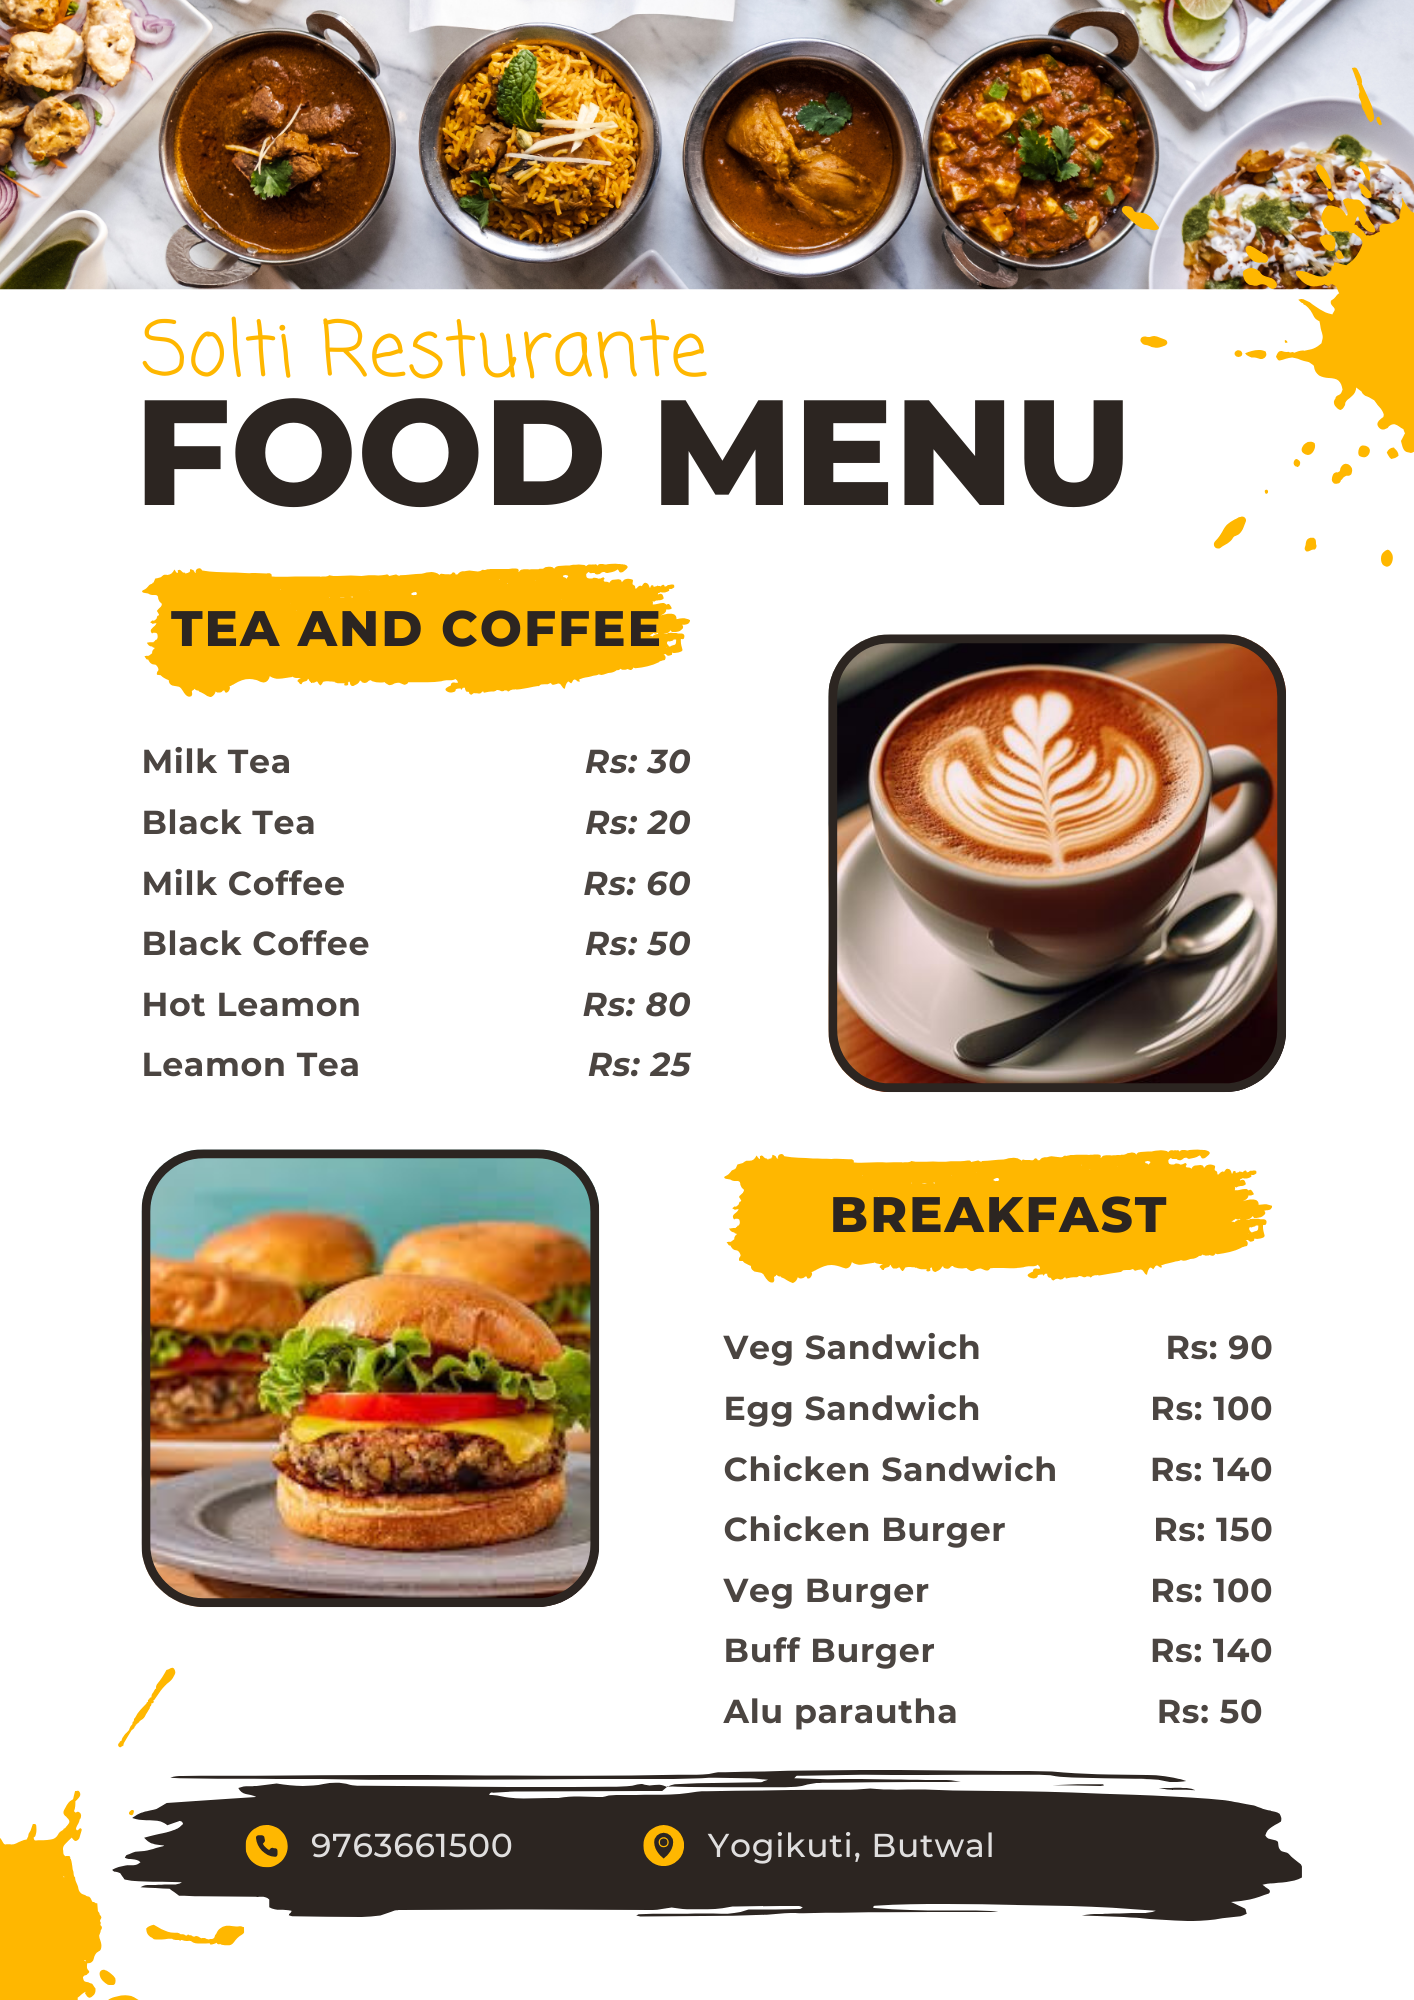 Solti Resturante
FOOD MENU
TEA AND COFFEE
Milk Tea Rs: 30
Black Tea Rs: 20
Milk Coffee Rs: 60
Black Coffee Rs: 50
Hot Leamon Rs: 80
Leamon Tea Rs: 25
BREAKFAST
Veg Sandwich Rs: 90
Egg Sandwich Rs: 100
Chicken Sandwich Rs: 140
Chicken Burger Rs: 150
Veg Burger Rs: 100
Buff Burger Rs: 140
Alu parautha Rs: 50
9763661500 Yogikuti, Butwal